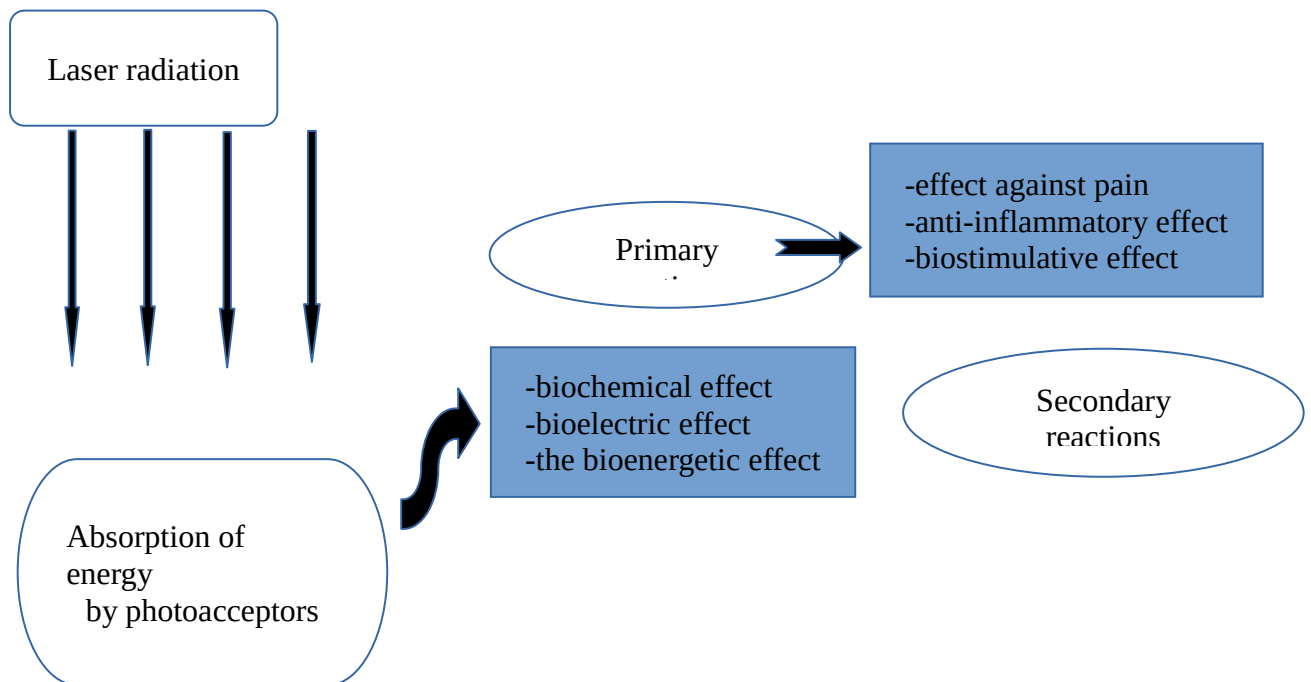 Laser radiation
-effect against pain
-anti-inflammatory effect
-biostimulative effect
Primary
-biochemical effect
-bioelectric effect
-the bioenergetic effect
Secondary
reactions
Absorption of
energy
by photoacceptors